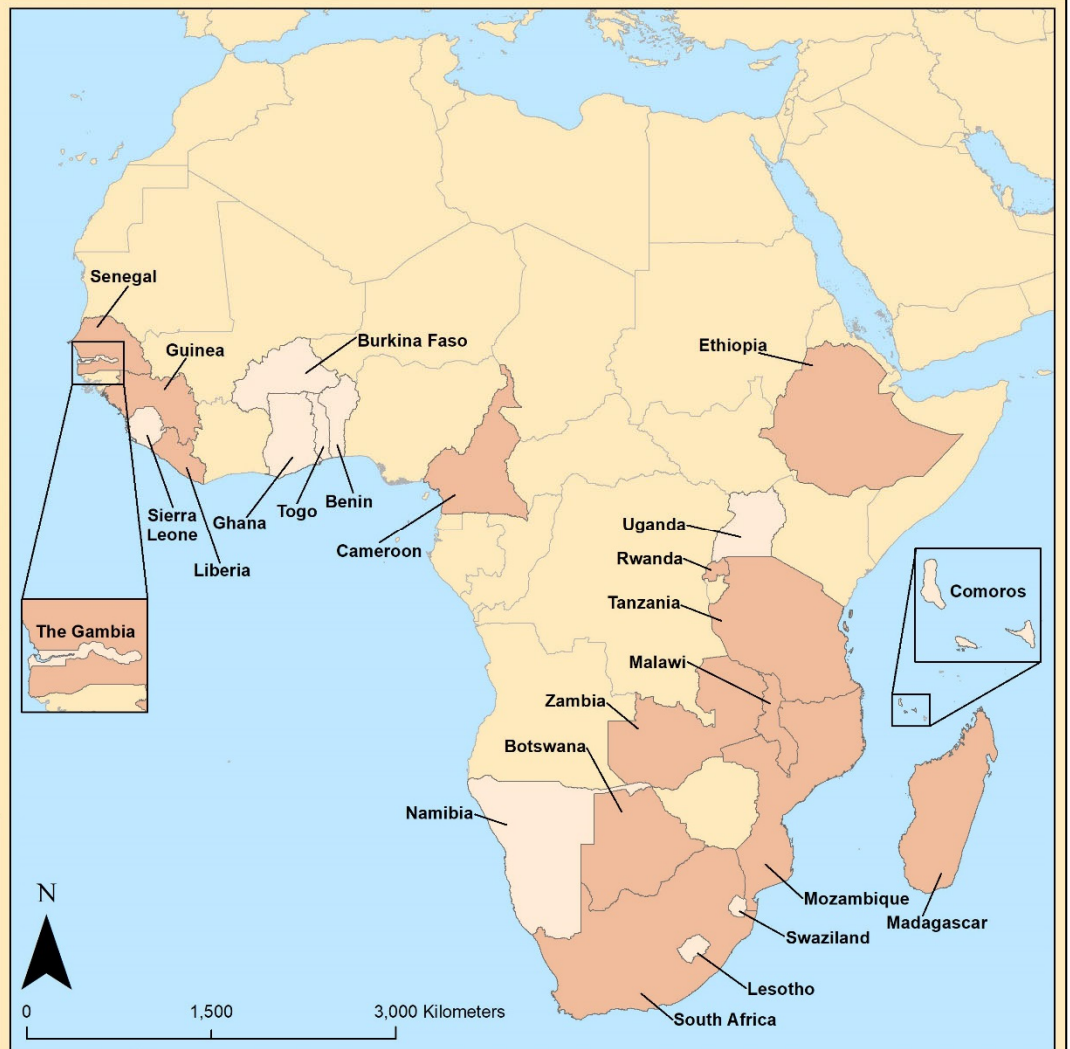 Senegal
Guinea
Burkina Faso
Ethiopia
Sierra
Leone
Ghana
Togo
Benin
Liberia
Cameroon
Uganda
Rwanda
Tanzania
Malawi
Zambia
Botswana
Namibia
Comoros
The Gambia
Mozambique
Madagascar
Swaziland
Lesotho
South Africa
N
0 1,500 3,000 Kilometers